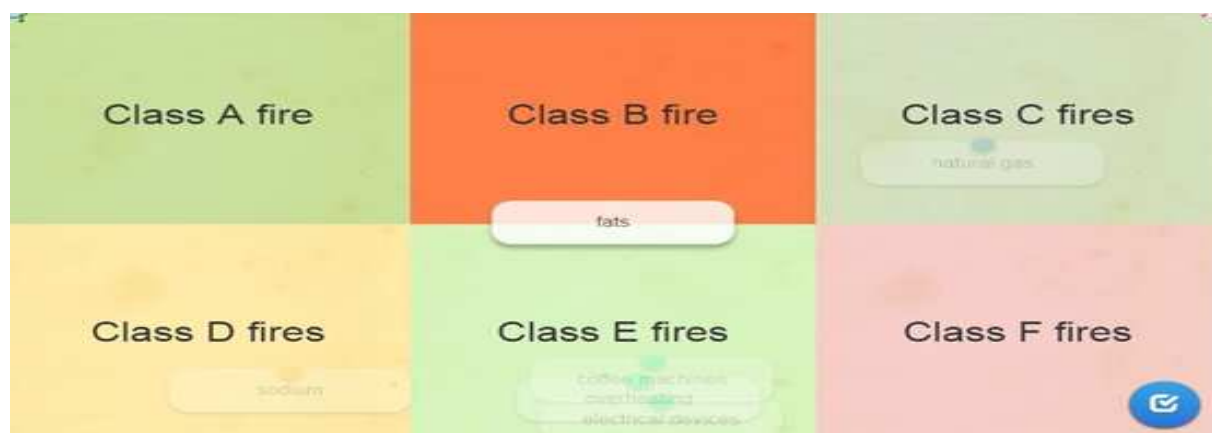 Class A fire
Class B fire
Class C fires
natural gas
fats
Class D fires
Class E fires
Class F fires
sodium
coffee machines
overheating
electrical devices